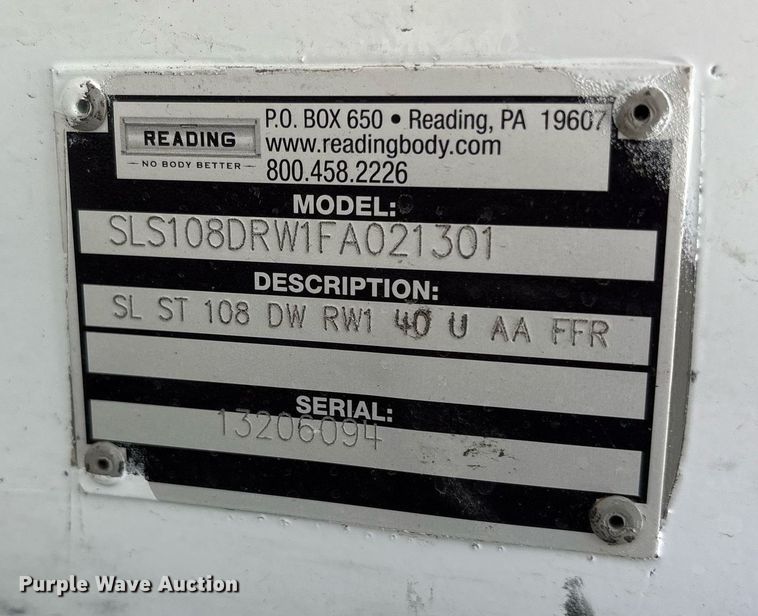 READING
NO BODY BETTER
P.O. BOX 650 • Reading, PA 19607
www.readingbody.com
800.458.2226
MODEL:
SLS108DRW1FA021301
DESCRIPTION:
SL ST 108 DW RW1 40 U AA FFR
SERIAL:
13206094
Purple Wave Auction